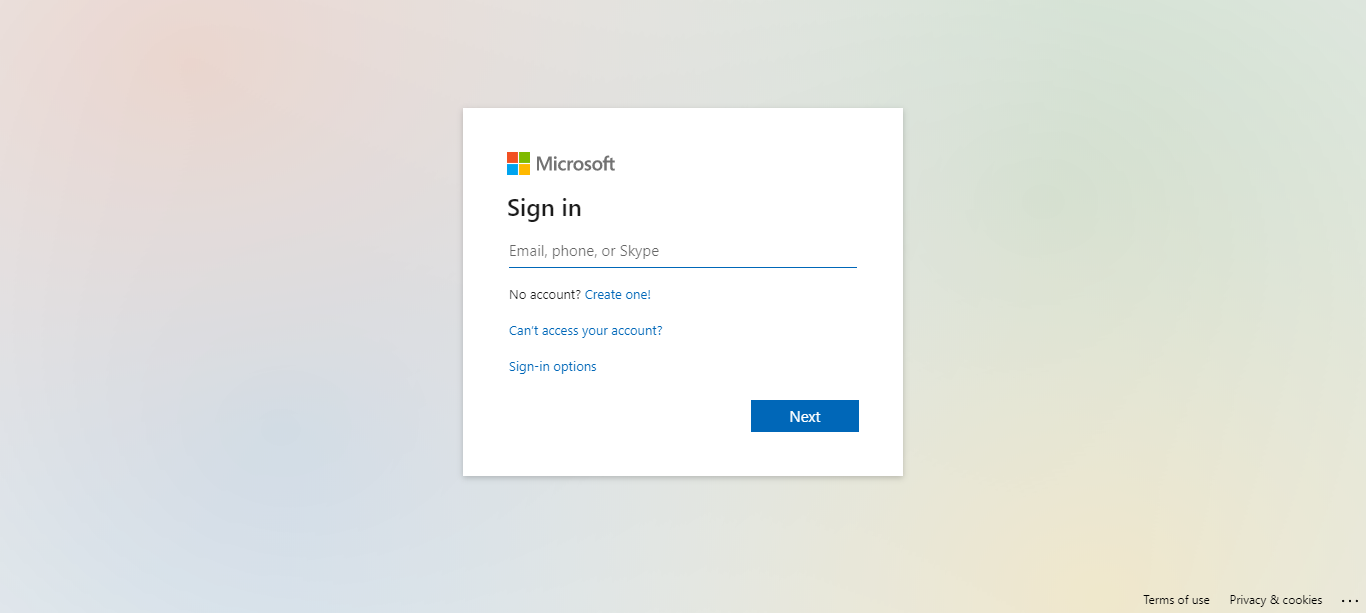 Microsoft
Sign in
Email, phone, or Skype
No account? Create one!
Can't access your account?
Sign-in options
Next
Terms of use Privacy & cookies ...